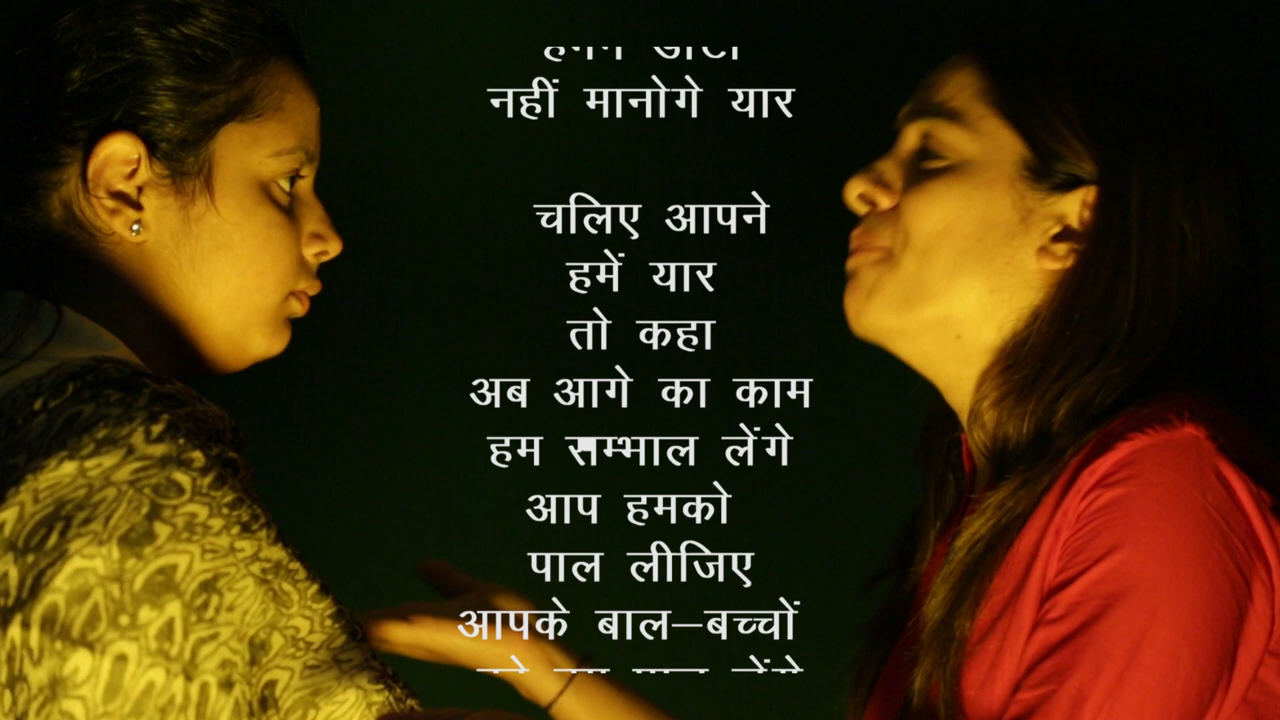 नहीं मानोगे यार
चलिए आपने
हमें यार
तो कहा
अब आगे का काम
हम सम्भाल लेंगे
आप हमको
पाल लीजिए
आपके बाल–बच्चों